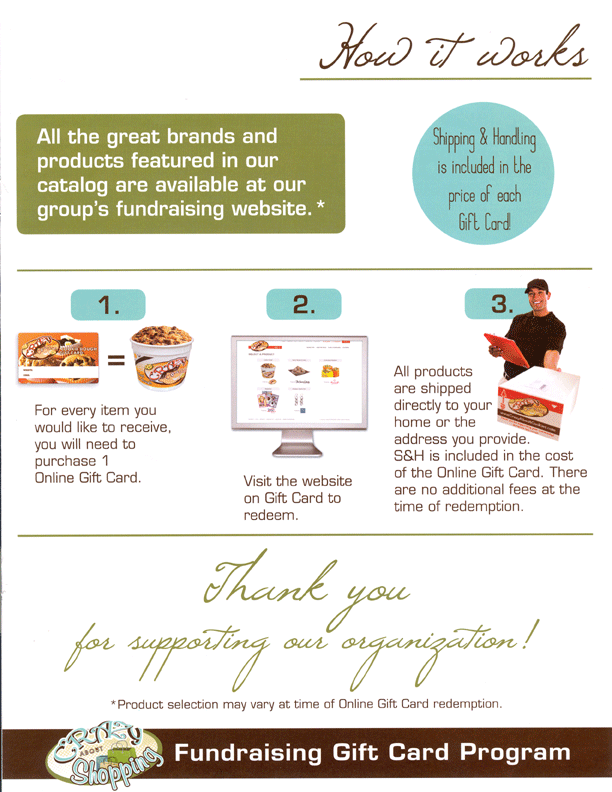 How it works
All the great brands and
products featured in our
catalog are available at our
group's fundraising website.*
Shipping & Handling
is included in the
price of each
Gift Card!
1.
=
For every item you
would like to receive,
you will need to
purchase 1
Online Gift Card.
2.
Visit the website
on Gift Card to
redeem.
3.
All products
are shipped
directly to your
home or the
address you provide.
S&H is included in the cost
of the Online Gift Card. There
are no additional fees at the
time of redemption.
Thank you
for supporting our organization!
*Product selection may vary at time of Online Gift Card redemption.
CRAZY
ABOUT
Shopping
Fundraising Gift Card Program